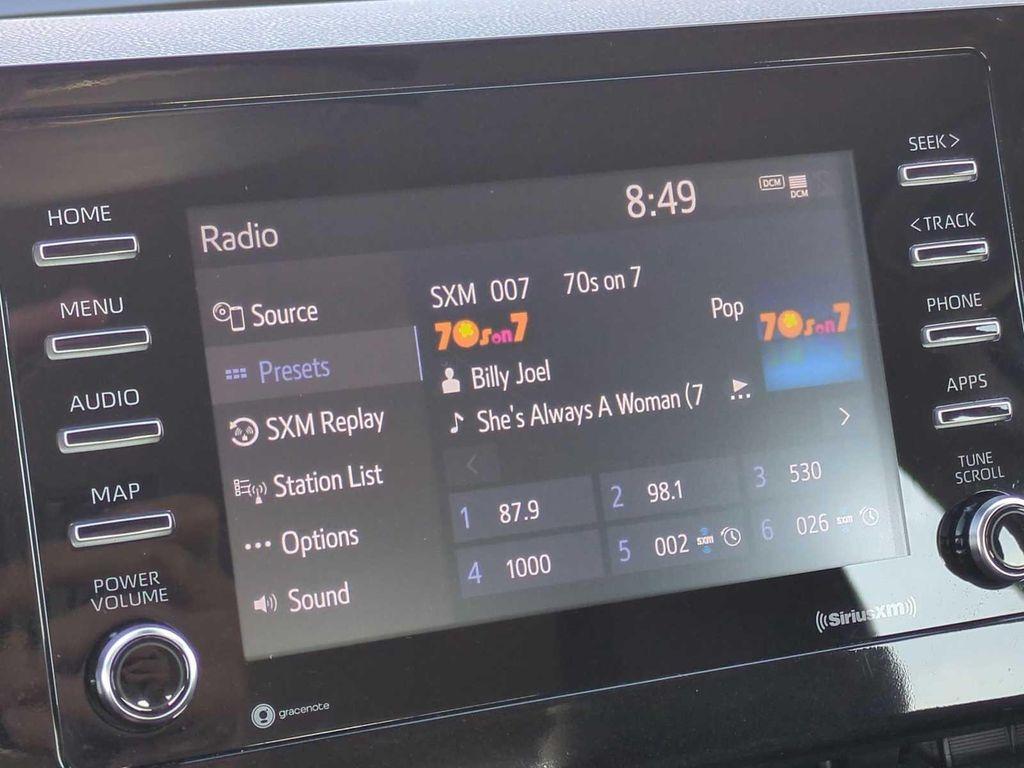 SEEK >
HOME
Radio
8:49
DCM
DCM
< TRACK
MENU
Source
SXM 007
70s on 7
70s on 7
Pop
70s on 7
PHONE
Presets
Billy Joel
AUDIO
SXM Replay
She's Always A Woman (7
APPS
MAP
Station List
1 87.9
2 98.1
3 530
TUNE
SCROLL
Options
4 1000
5 002 sxm
6 026 sxm
POWER
VOLUME
Sound
((SiriusXM))
gracenote